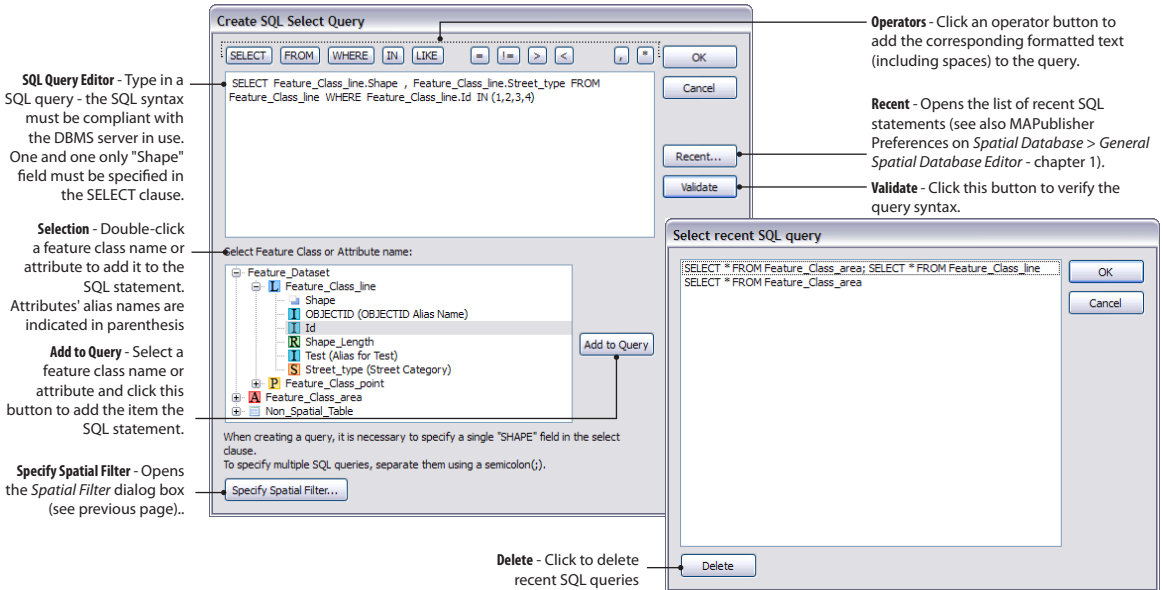 Create SQL Select Query
SELECT FROM WHERE IN LIKE = != > < , *
OK
Cancel
SELECT Feature_Class_line.Shape , Feature_Class_line.Street_type FROM
Feature_Class_line WHERE Feature_Class_line.Id IN (1,2,3,4)
Recent...
Validate
Select Feature Class or Attribute name:
Feature_Dataset
L Feature_Class_line
Shape
I OBJECTID (OBJECTID Alias Name)
I Id
R Shape_Length
I Test (Alias for Test)
S Street_type (Street Category)
P Feature_Class_point
A Feature_Class_area
Non_Spatial_Table
Add to Query
When creating a query, it is necessary to specify a single "SHAPE" field in the select
clause.
To specify multiple SQL queries, separate them using a semicolon(;).
Specify Spatial Filter...
SQL Query Editor - Type in a
SQL query - the SQL syntax
must be compliant with
the DBMS server in use.
One and one only "Shape"
field must be specified in
the SELECT clause.
Selection - Double-click
a feature class name or
attribute to add it to the
SQL statement.
Attributes' alias names are
indicated in parenthesis
Add to Query - Select a
feature class name or
attribute and click this
button to add the item the
SQL statement.
Specify Spatial Filter - Opens
the Spatial Filter dialog box
(see previous page)..
Operators - Click an operator button to
add the corresponding formatted text
(including spaces) to the query.
Recent - Opens the list of recent SQL
statements (see also MAPublisher
Preferences on Spatial Database > General
Spatial Database Editor - chapter 1).
Validate - Click this button to verify the
query syntax.
Select recent SQL query
SELECT * FROM Feature_Class_area; SELECT * FROM Feature_Class_line
SELECT * FROM Feature_Class_area
OK
Cancel
Delete
Delete - Click to delete
recent SQL queries